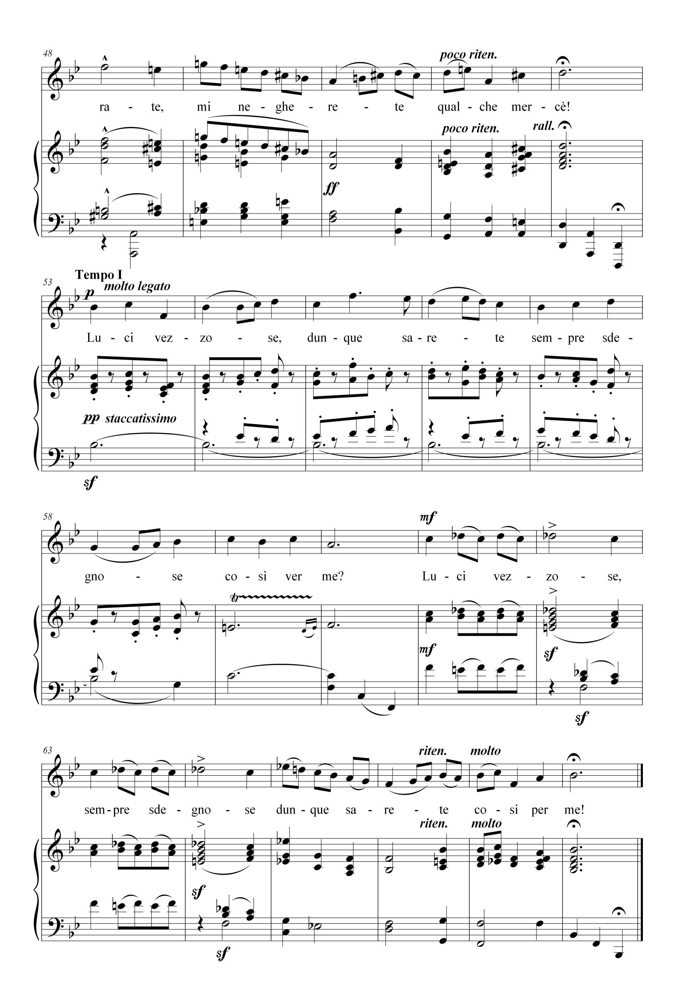 48
poco riten.
ra - te, mi ne - ghe - re - te qual - che mer - cè!
poco riten. rall.
ff
Tempo I
53
p molto legato
Lu - ci vez - zo - se, dun - que sa - re - te sem - pre sde -
pp staccatissimo
sf
58
mf
gno - se co - si ver me? Lu - ci vez - zo - se,
tr
mf sf
sf
63
riten. molto
sem - pre sde - gno - se dun - que sa - re - te co - si per me!
riten. molto
sf
sf